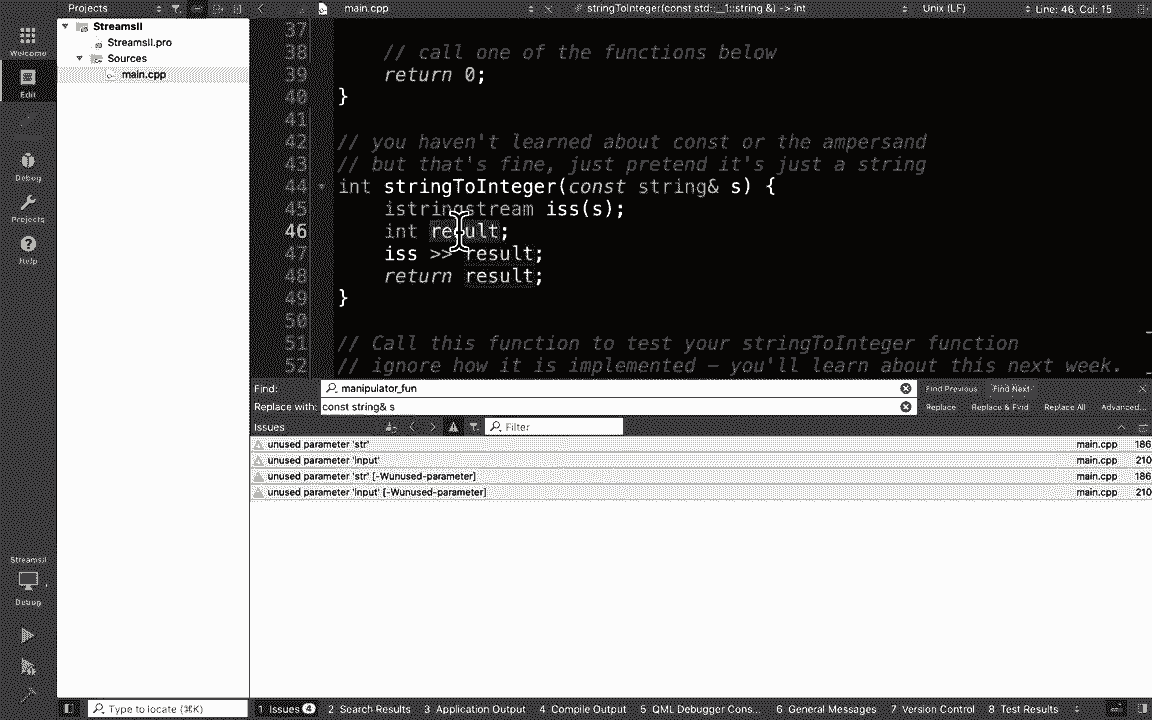 Projects
main.cpp
stringToInteger(const std::__1::string &) -> int
Unix (LF)
Line: 46, Col: 15
Welcome
Edit
Debug
Projects
Help
StreamsII
Debug
StreamsII
StreamsII.pro
Sources
main.cpp
37
38 // call one of the functions below
39 return 0;
40 }
41
42 // you haven't learned about const or the ampersand
43 // but that's fine, just pretend it's just a string
44 int stringToInteger(const string& s) {
45 istringstream iss(s);
46 int result;
47 iss >> result;
48 return result;
49 }
50
51 // Call this function to test your stringToInteger function
52 // ignore how it is implemented – you'll learn about this next week.
Find: manipulator_fun Find Previous Find Next
Replace with: const string& s Replace Replace & Find Replace All Advanced...
Issues Filter
unused parameter 'str' main.cpp 186
unused parameter 'input' main.cpp 210
unused parameter 'str' [-Wunused-parameter] main.cpp 186
unused parameter 'input' [-Wunused-parameter] main.cpp 210
Type to locate (⌘K) 1 Issues 4 2 Search Results 3 Application Output 4 Compile Output 5 QML Debugger Cons... 6 General Messages 7 Version Control 8 Test Results